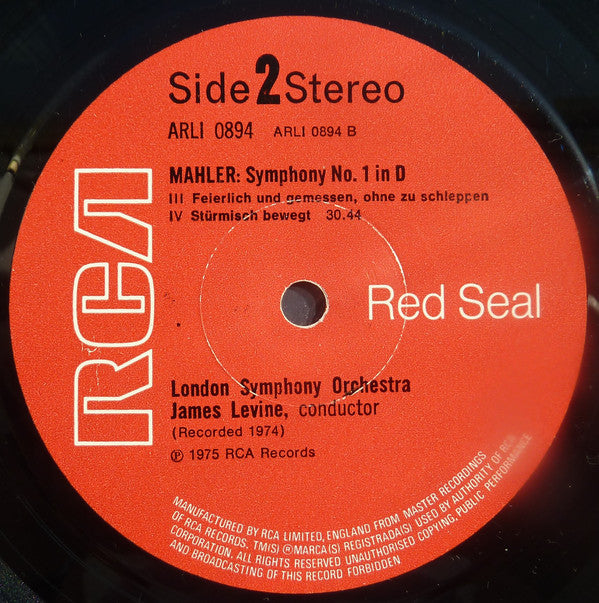 Side 2 Stereo
ARLI 0894 ARLI 0894 B
MAHLER: Symphony No. 1 in D
III Feierlich und gemessen, ohne zu schleppen
IV Stürmisch bewegt 30.44
RCA
Red Seal
London Symphony Orchestra
James Levine, conductor
(Recorded 1974)
℗ 1975 RCA Records
MANUFACTURED BY RCA LIMITED, ENGLAND FROM MASTER RECORDINGS
OF RCA RECORDS, TM(S) ® MARCA(S) REGISTRADA(S) USED BY AUTHORITY OF RCA
CORPORATION. ALL RIGHTS RESERVED UNAUTHORISED COPYING, PUBLIC PERFORMANCE
AND BROADCASTING OF THIS RECORD FORBIDDEN